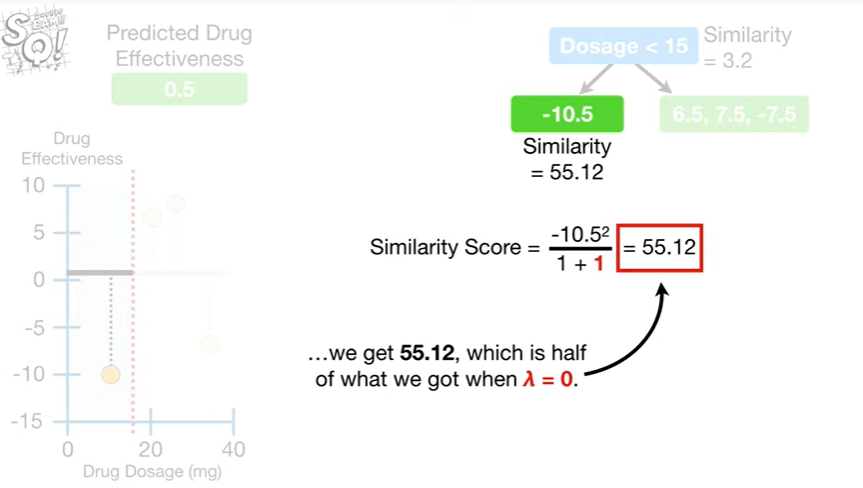 Predicted Drug
Effectiveness
0.5
Dosage < 15
Similarity
= 3.2
-10.5
6.5, 7.5, -7.5
Similarity
= 55.12
Drug
Effectiveness
10
5
0
-5
-10
-15
0
20
40
Drug Dosage (mg)
Similarity Score = -10.5² / 1 + 1 = 55.12
...we get 55.12, which is half
of what we got when λ = 0.